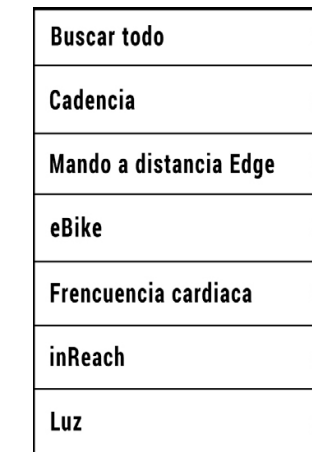 Buscar todo
Cadencia
Mando a distancia Edge
eBike
Frencuencia cardiaca
inReach
Luz